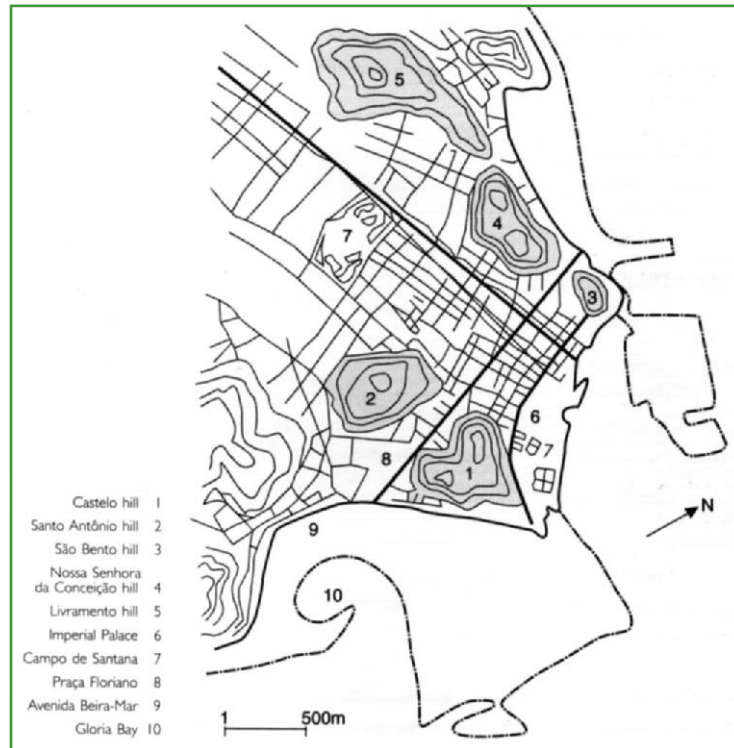 5
4
7
3
2
6
7
8
1
N
9
10
Castelo hill 1
Santo Antônio hill 2
São Bento hill 3
Nossa Senhora
da Conceição hill 4
Livramento hill 5
Imperial Palace 6
Campo de Santana 7
Praça Floriano 8
Avenida Beira-Mar 9
Gloria Bay 10
1 500m